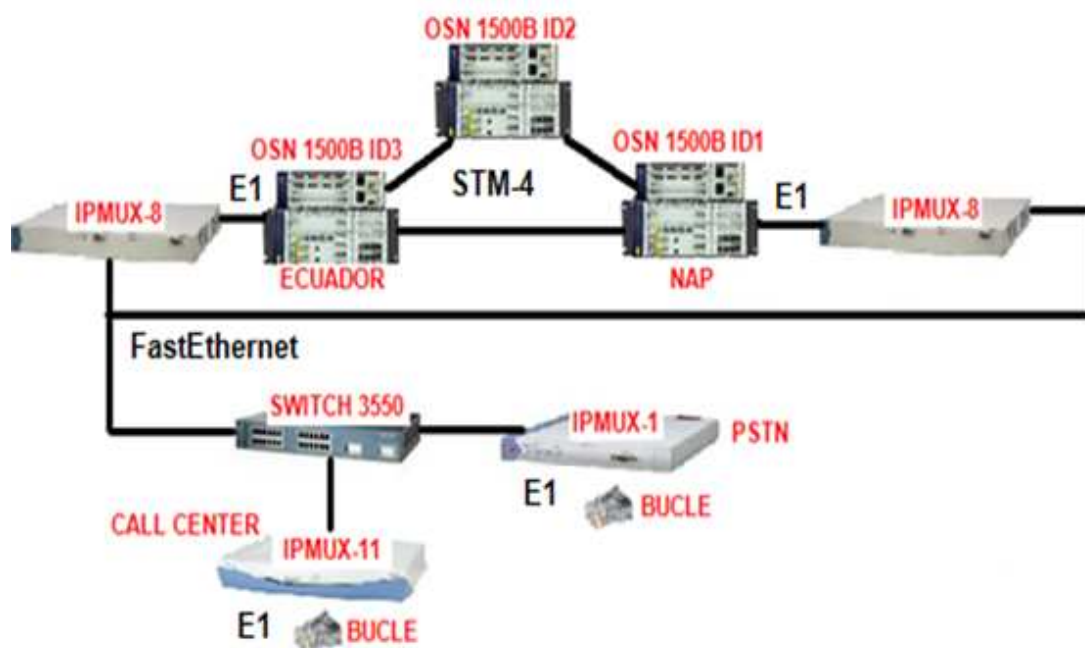 OSN 1500B ID2
OSN 1500B ID3
OSN 1500B ID1
E1
STM-4
E1
IPMUX-8
IPMUX-8
ECUADOR
NAP
FastEthernet
SWITCH 3550
IPMUX-1
PSTN
E1
BUCLE
CALL CENTER
IPMUX-11
E1
BUCLE